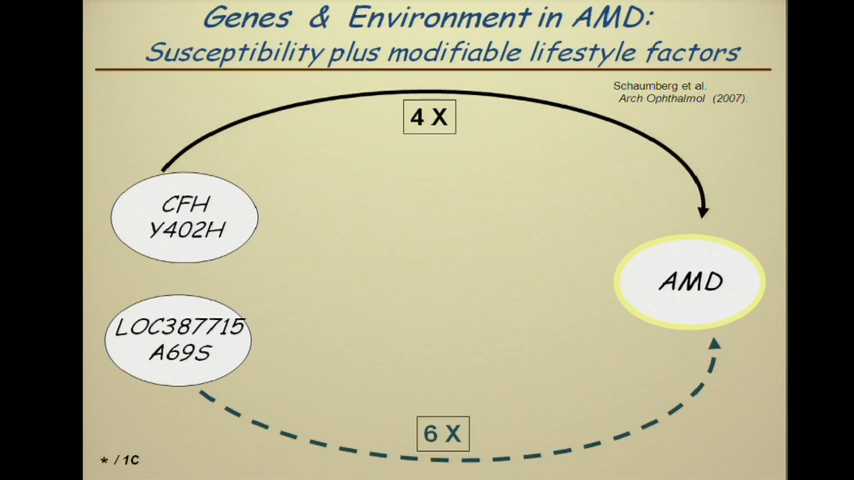 Genes & Environment in AMD:
Susceptibility plus modifiable lifestyle factors
Schaumberg et al.
Arch Ophthalmol (2007).
4 X
CFH
Y402H
AMD
LOC387715
A69S
6 X
* / 1C